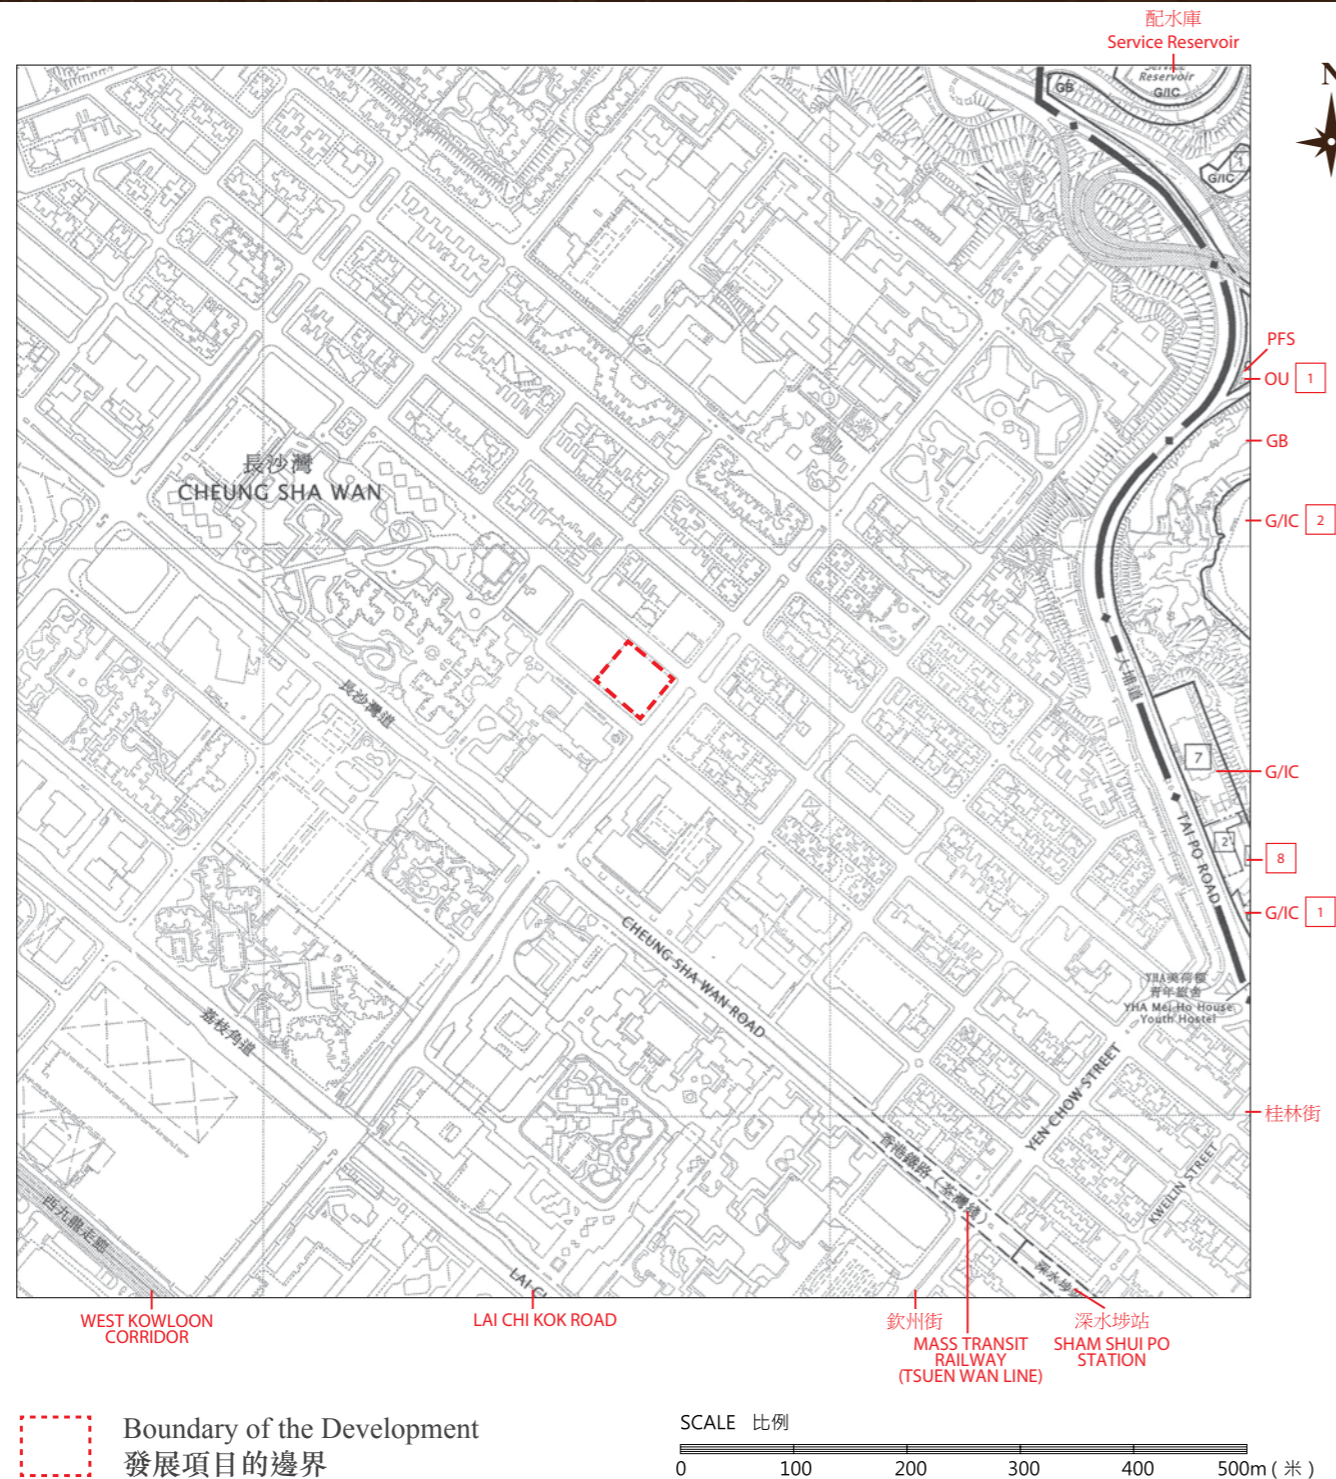 配水庫
Service Reservoir
N
Service
Reservoir
G/IC
GB
1
G/IC
PFS
OU 1
GB
長沙灣
CHEUNG SHA WAN
G/IC 2
大埔道
長沙灣道
7
G/IC
TAI PO ROAD
2
8
G/IC 1
CHEUNG SHA WAN ROAD
YHA美荷樓
青年旅舍
YHA Mei Ho House
Youth Hostel
荔枝角道
YEN CHOW STREET
桂林街
香港鐵路（荃灣綫）
KWEILIN STREET
西九龍走廊
深水埗站
LAI CHI
WEST KOWLOON
CORRIDOR
LAI CHI KOK ROAD
欽州街
MASS TRANSIT
RAILWAY
(TSUEN WAN LINE)
深水埗站
SHAM SHUI PO
STATION
Boundary of the Development
發展項目的邊界
SCALE 比例
0 100 200 300 400 500m ( 米 )